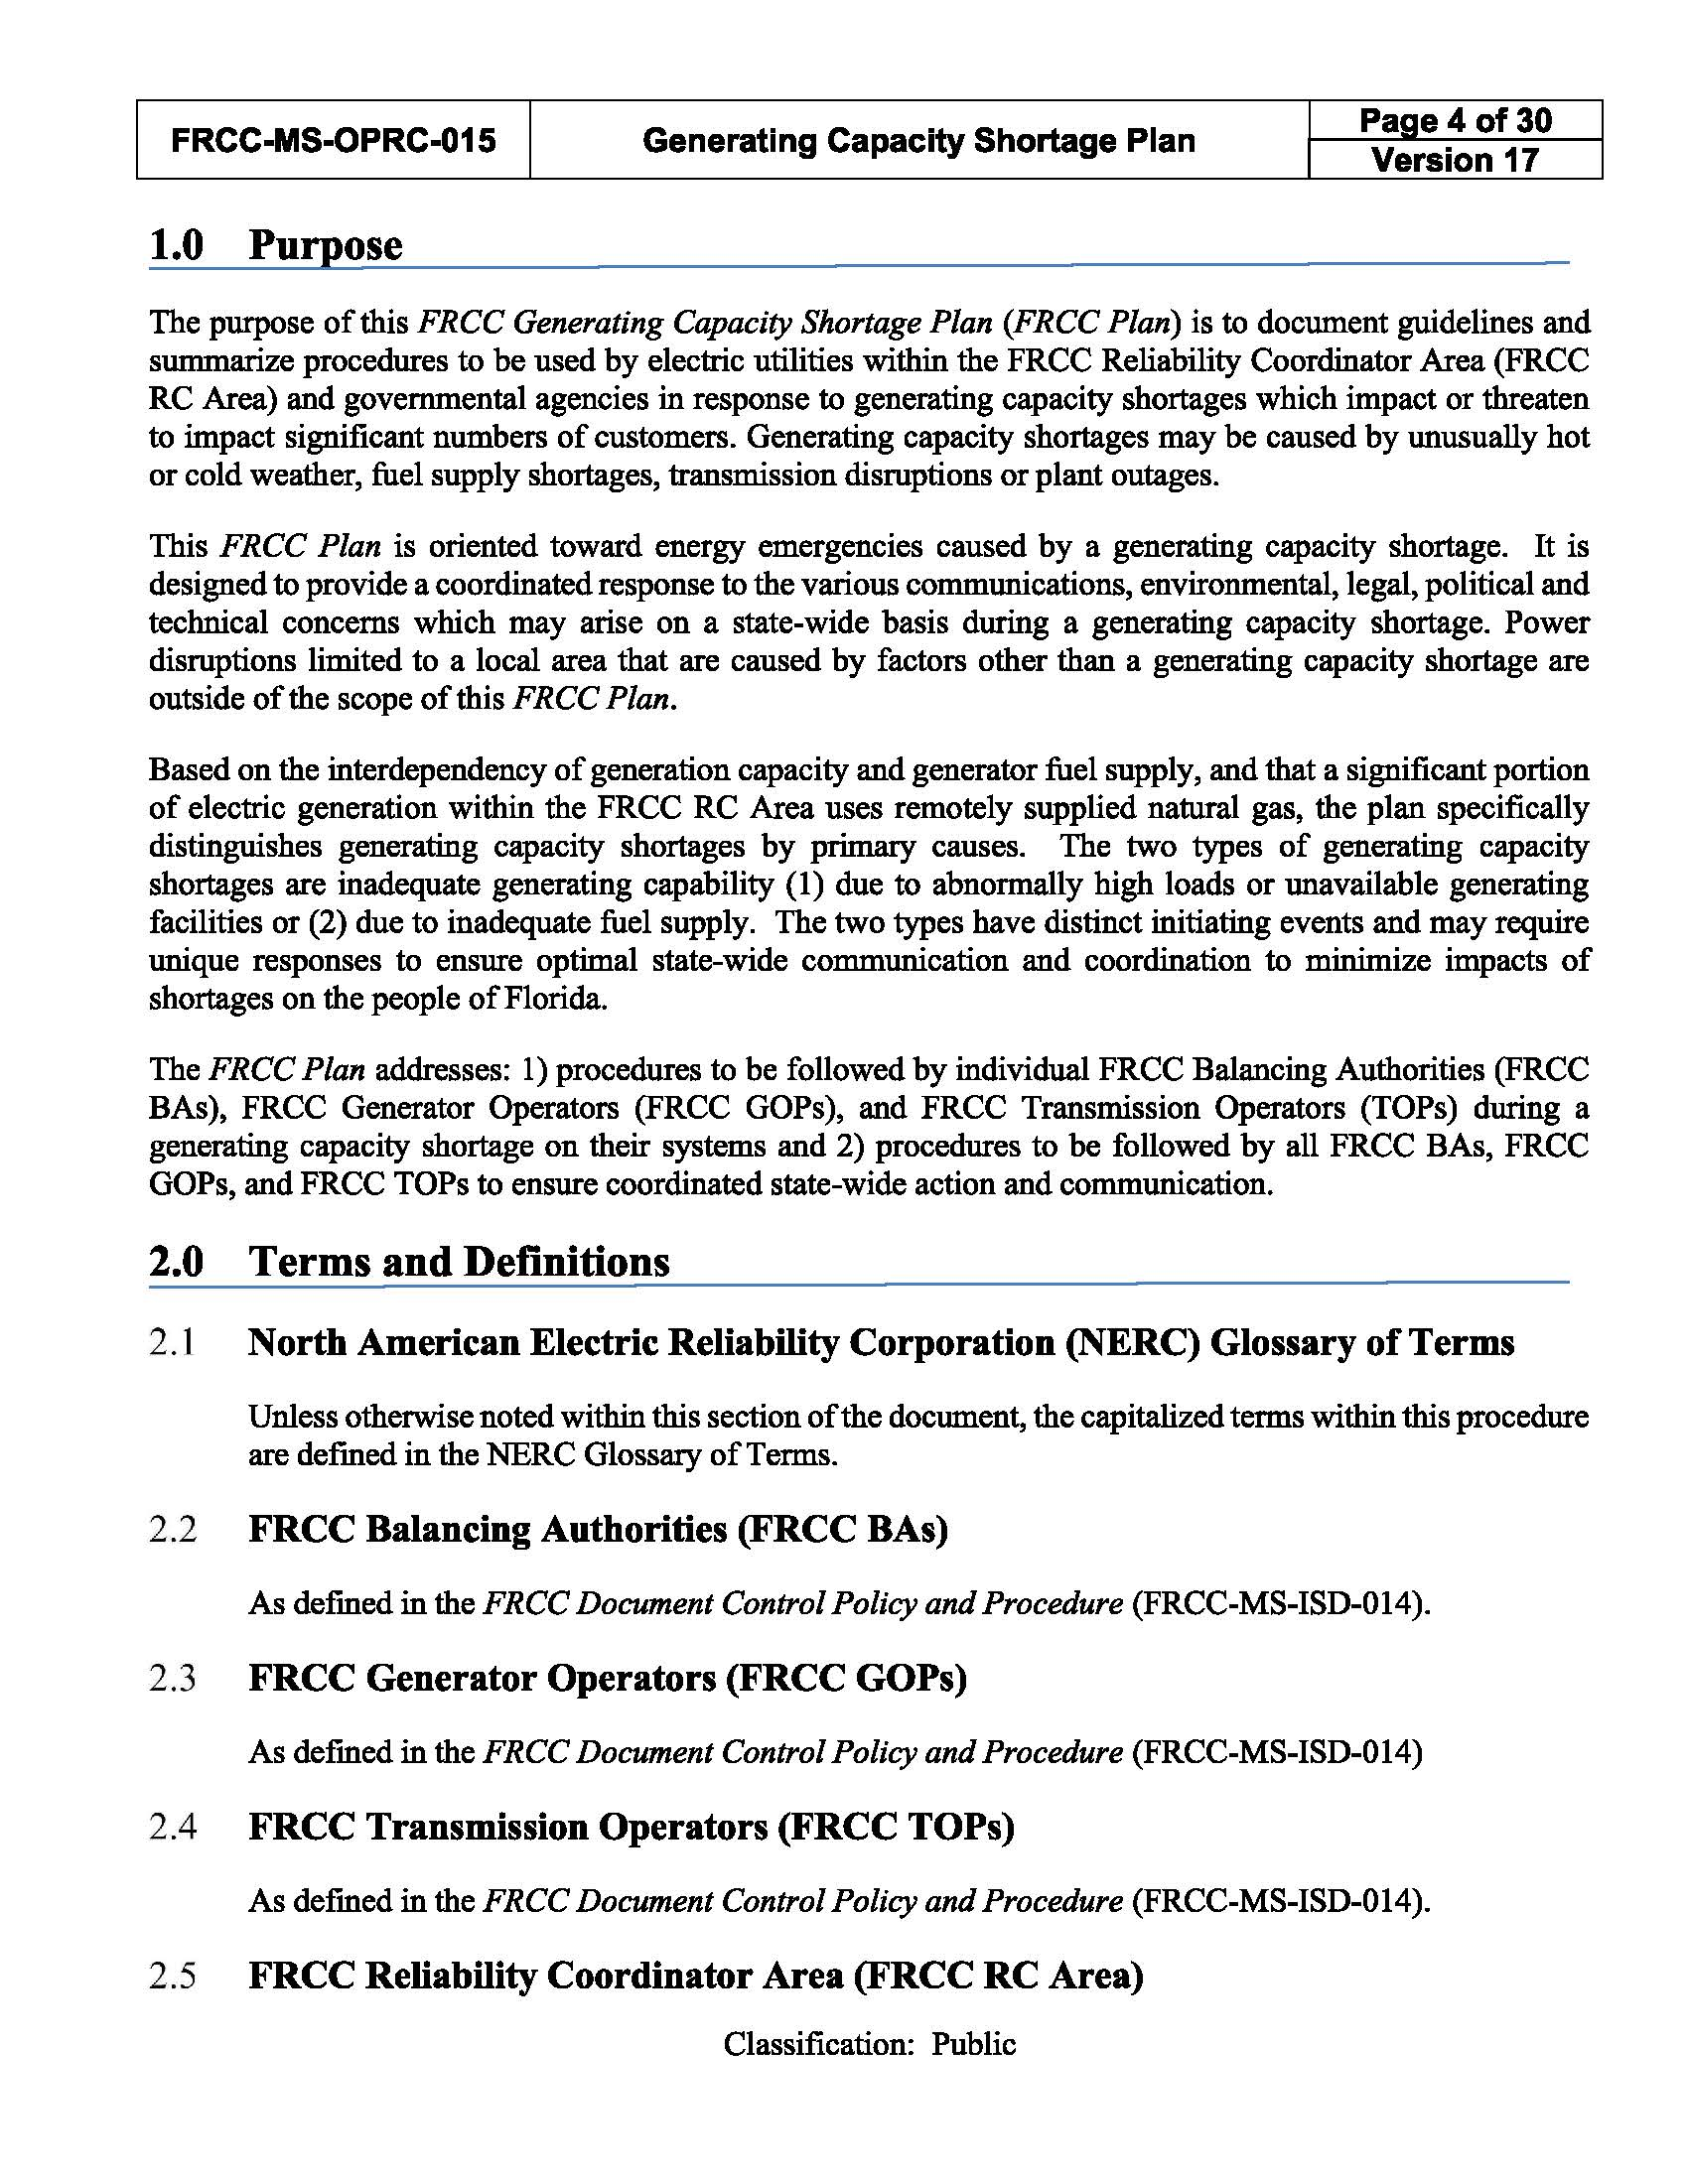 FRCC-MS-OPRC-015
Generating Capacity Shortage Plan
Page 4 of 30
Version 17
1.0 Purpose
The purpose of this FRCC Generating Capacity Shortage Plan (FRCC Plan) is to document guidelines and
summarize procedures to be used by electric utilities within the FRCC Reliability Coordinator Area (FRCC
RC Area) and governmental agencies in response to generating capacity shortages which impact or threaten
to impact significant numbers of customers. Generating capacity shortages may be caused by unusually hot
or cold weather, fuel supply shortages, transmission disruptions or plant outages.
This FRCC Plan is oriented toward energy emergencies caused by a generating capacity shortage. It is
designed to provide a coordinated response to the various communications, environmental, legal, political and
technical concerns which may arise on a state-wide basis during a generating capacity shortage. Power
disruptions limited to a local area that are caused by factors other than a generating capacity shortage are
outside of the scope of this FRCC Plan.
Based on the interdependency of generation capacity and generator fuel supply, and that a significant portion
of electric generation within the FRCC RC Area uses remotely supplied natural gas, the plan specifically
distinguishes generating capacity shortages by primary causes. The two types of generating capacity
shortages are inadequate generating capability (1) due to abnormally high loads or unavailable generating
facilities or (2) due to inadequate fuel supply. The two types have distinct initiating events and may require
unique responses to ensure optimal state-wide communication and coordination to minimize impacts of
shortages on the people of Florida.
The FRCC Plan addresses: 1) procedures to be followed by individual FRCC Balancing Authorities (FRCC
BAs), FRCC Generator Operators (FRCC GOPs), and FRCC Transmission Operators (TOPs) during a
generating capacity shortage on their systems and 2) procedures to be followed by all FRCC BAs, FRCC
GOPs, and FRCC TOPs to ensure coordinated state-wide action and communication.
2.0 Terms and Definitions
2.1 North American Electric Reliability Corporation (NERC) Glossary of Terms
Unless otherwise noted within this section of the document, the capitalized terms within this procedure
are defined in the NERC Glossary of Terms.
2.2 FRCC Balancing Authorities (FRCC BAs)
As defined in the FRCC Document Control Policy and Procedure (FRCC-MS-ISD-014).
2.3 FRCC Generator Operators (FRCC GOPs)
As defined in the FRCC Document Control Policy and Procedure (FRCC-MS-ISD-014)
2.4 FRCC Transmission Operators (FRCC TOPs)
As defined in the FRCC Document Control Policy and Procedure (FRCC-MS-ISD-014).
2.5 FRCC Reliability Coordinator Area (FRCC RC Area)
Classification: Public